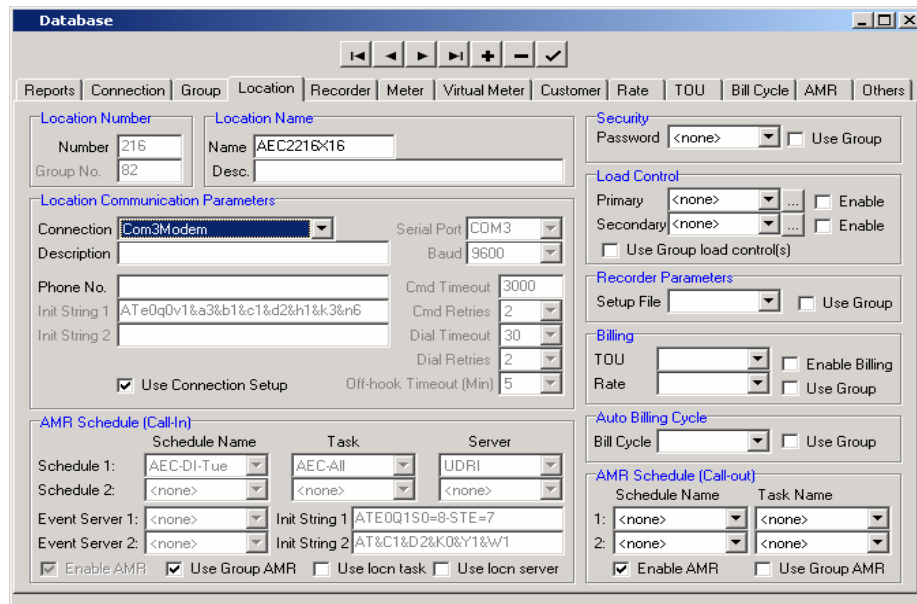 Database
Reports Connection Group Location Recorder Meter Virtual Meter Customer Rate TOU Bill Cycle AMR Others
Location Number
Number 216
Group No. 82
Location Name
Name AEC2216X16
Desc.
Location Communication Parameters
Connection Com3Modem Serial Port COM3
Description Baud 9600
Phone No. Cmd Timeout 3000
Init String 1 ATe0q0v1&a3&b1&c1&d2&h1&k3&n6 Cmd Retries 2
Init String 2 Dial Timeout 30
Dial Retries 2
Use Connection Setup Off-hook Timeout (Min) 5
AMR Schedule (Call-In)
Schedule Name Task Server
Schedule 1: AEC-DI-Tue AEC-All UDRI
Schedule 2: <none> <none> <none>
Event Server 1: <none> Init String 1 ATE0Q1S0=8-STE=7
Event Server 2: <none> Init String 2 AT&C1&D2&K0&Y1&W1
Enable AMR Use Group AMR Use locn task Use locn server
Security
Password <none> Use Group
Load Control
Primary <none> ... Enable
Secondary <none> ... Enable
Use Group load control(s)
Recorder Parameters
Setup File Use Group
Billing
TOU Enable Billing
Rate Use Group
Auto Billing Cycle
Bill Cycle Use Group
AMR Schedule (Call-out)
Schedule Name Task Name
1: <none> <none>
2: <none> <none>
Enable AMR Use Group AMR